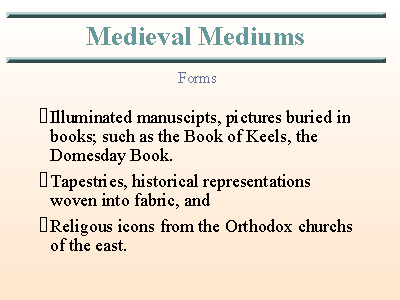 Medieval Mediums
Forms
Illuminated manuscipts, pictures buried in
books; such as the Book of Keels, the
Domesday Book.
Tapestries, historical representations
woven into fabric, and
Religous icons from the Orthodox churchs
of the east.